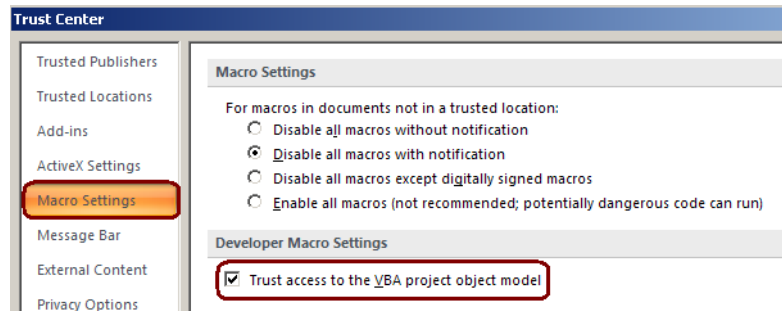 Trust Center
Trusted Publishers
Trusted Locations
Add-ins
ActiveX Settings
Macro Settings
Message Bar
External Content
Privacy Options
Macro Settings
For macros in documents not in a trusted location:
Disable all macros without notification
Disable all macros with notification
Disable all macros except digitally signed macros
Enable all macros (not recommended; potentially dangerous code can run)
Developer Macro Settings
Trust access to the VBA project object model